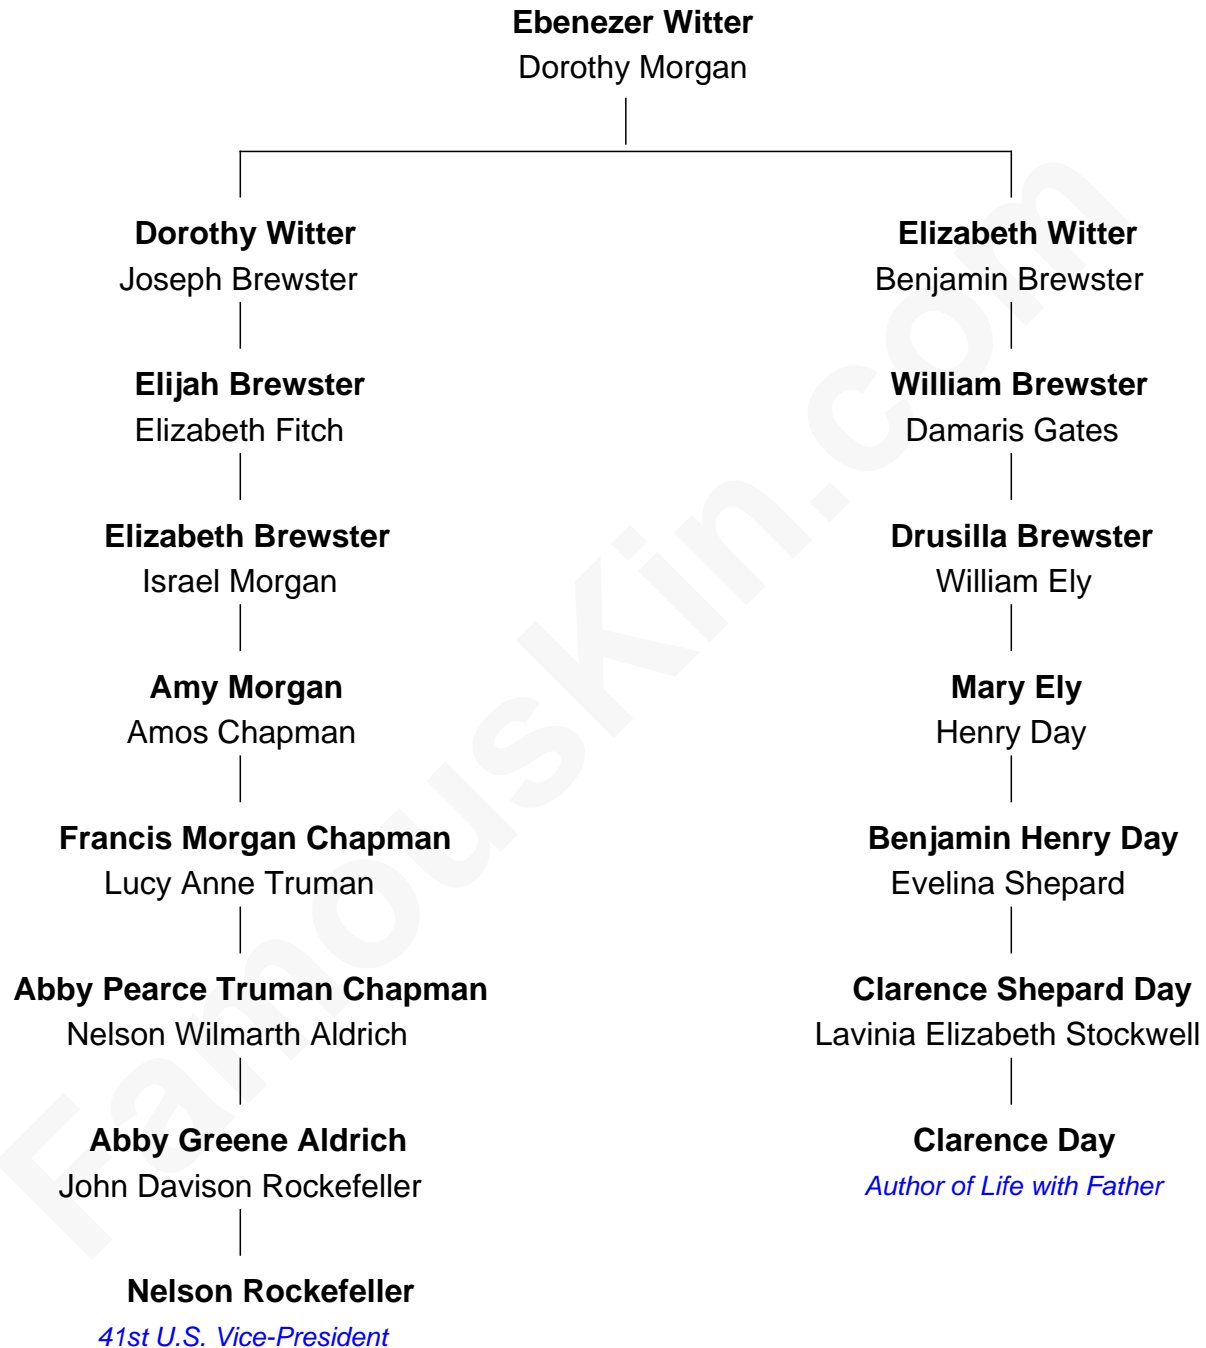 Ebenezer Witter
Dorothy Morgan
Dorothy Witter
Joseph Brewster
Elizabeth Witter
Benjamin Brewster
Elijah Brewster
Elizabeth Fitch
William Brewster
Damaris Gates
Elizabeth Brewster
Israel Morgan
Drusilla Brewster
William Ely
Amy Morgan
Amos Chapman
Mary Ely
Henry Day
Francis Morgan Chapman
Lucy Anne Truman
Benjamin Henry Day
Evelina Shepard
Abby Pearce Truman Chapman
Nelson Wilmarth Aldrich
Clarence Shepard Day
Lavinia Elizabeth Stockwell
Abby Greene Aldrich
John Davison Rockefeller
Clarence Day
Author of Life with Father
Nelson Rockefeller
41st U.S. Vice-President
FamousKin.com